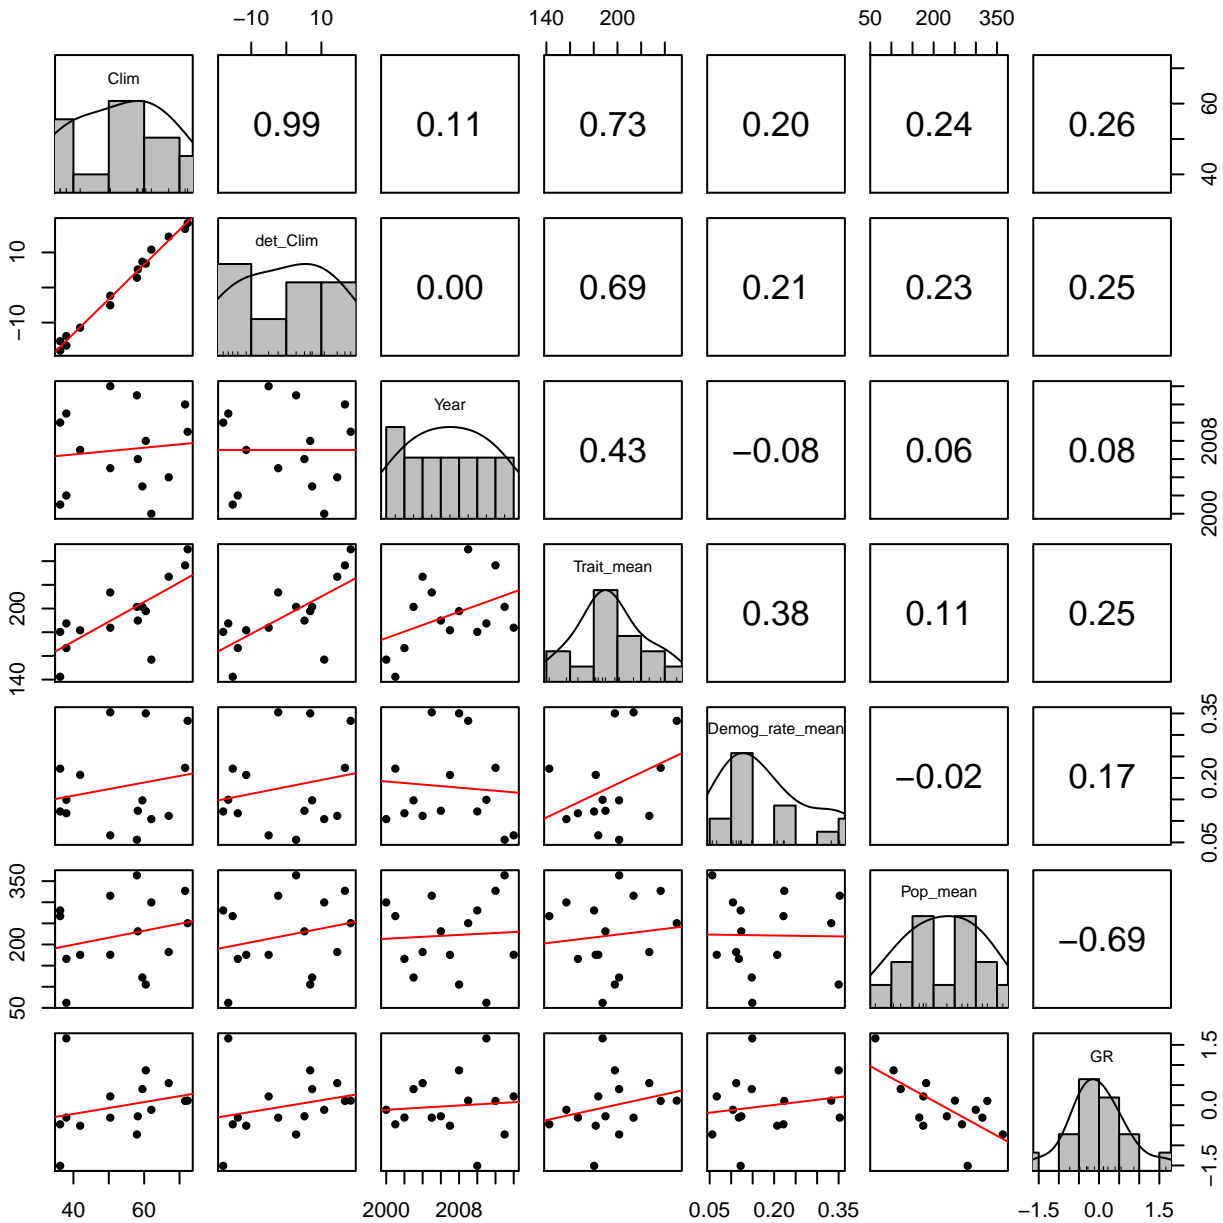 −10 10 140 200 50 200 350
Clim 0.99 0.11 0.73 0.20 0.24 0.26 40 60
−10 10 det_Clim 0.00 0.69 0.21 0.23 0.25
Year 0.43 −0.08 0.06 0.08 2000 2008
140 200 Trait_mean 0.38 0.11 0.25
Demog_rate_mean −0.02 0.17 0.05 0.20 0.35
50 200 350 Pop_mean −0.69
GR −1.5 0.0 1.5
40 60 2000 2008 0.05 0.20 0.35 −1.5 0.0 1.5